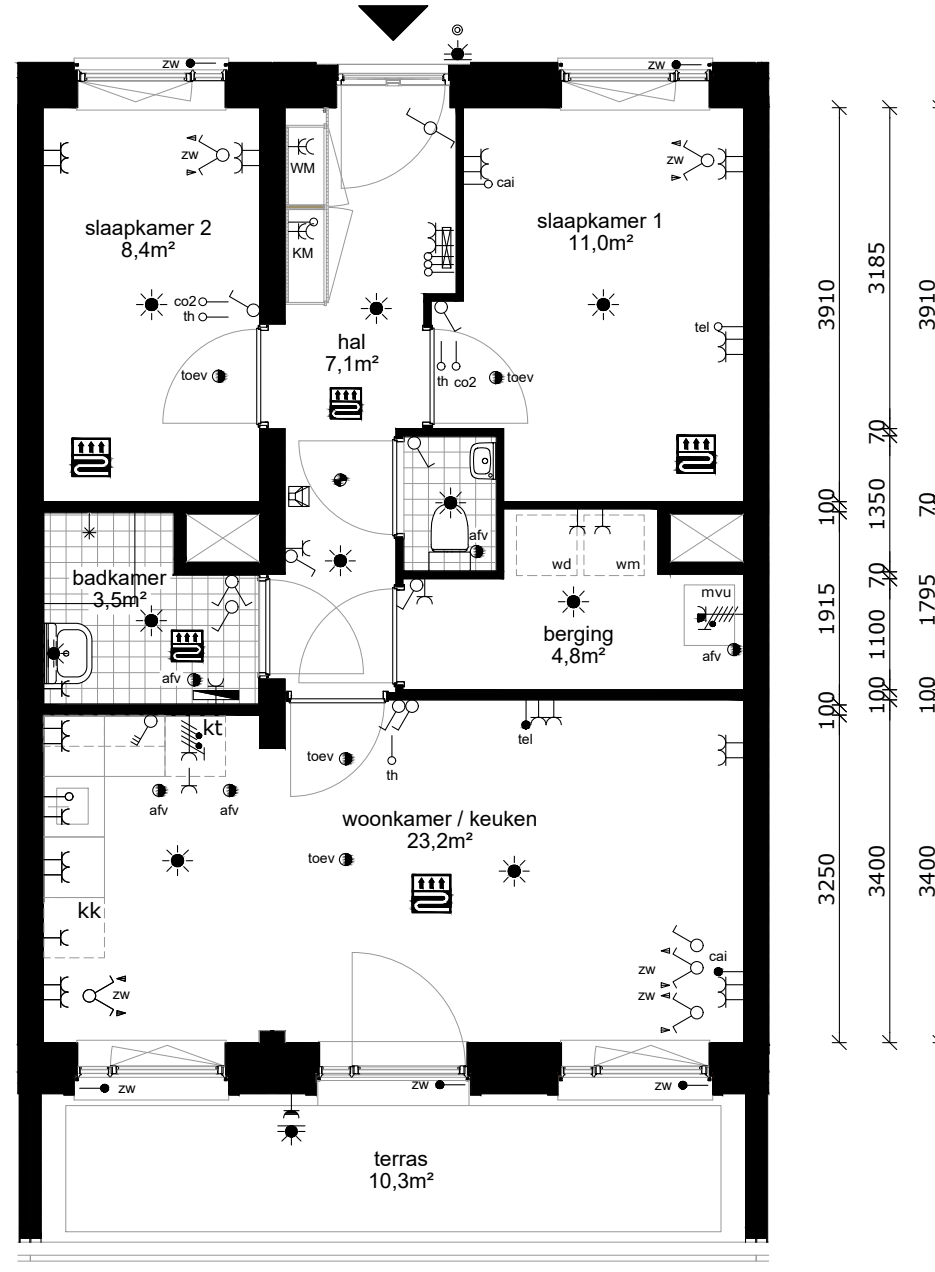 zw
zw
zw
WM
cai
zw
slaapkamer 2
8,4m²
slaapkamer 1
11,0m²
KM
co2
th
tel
hal
7,1m²
toev
th co2
toev
afv
badkamer
3,5m²
wd
wm
mvu
berging
4,8m²
afv
afv
kt
toev
th
tel
afv
afv
woonkamer / keuken
23,2m²
toev
kk
zw
cai
zw
zw
zw
zw
zw
terras
10,3m²
3910
100
1915
100
3250
3185
70
1350
70
1100
100
3400
3910
70
1795
100
3400